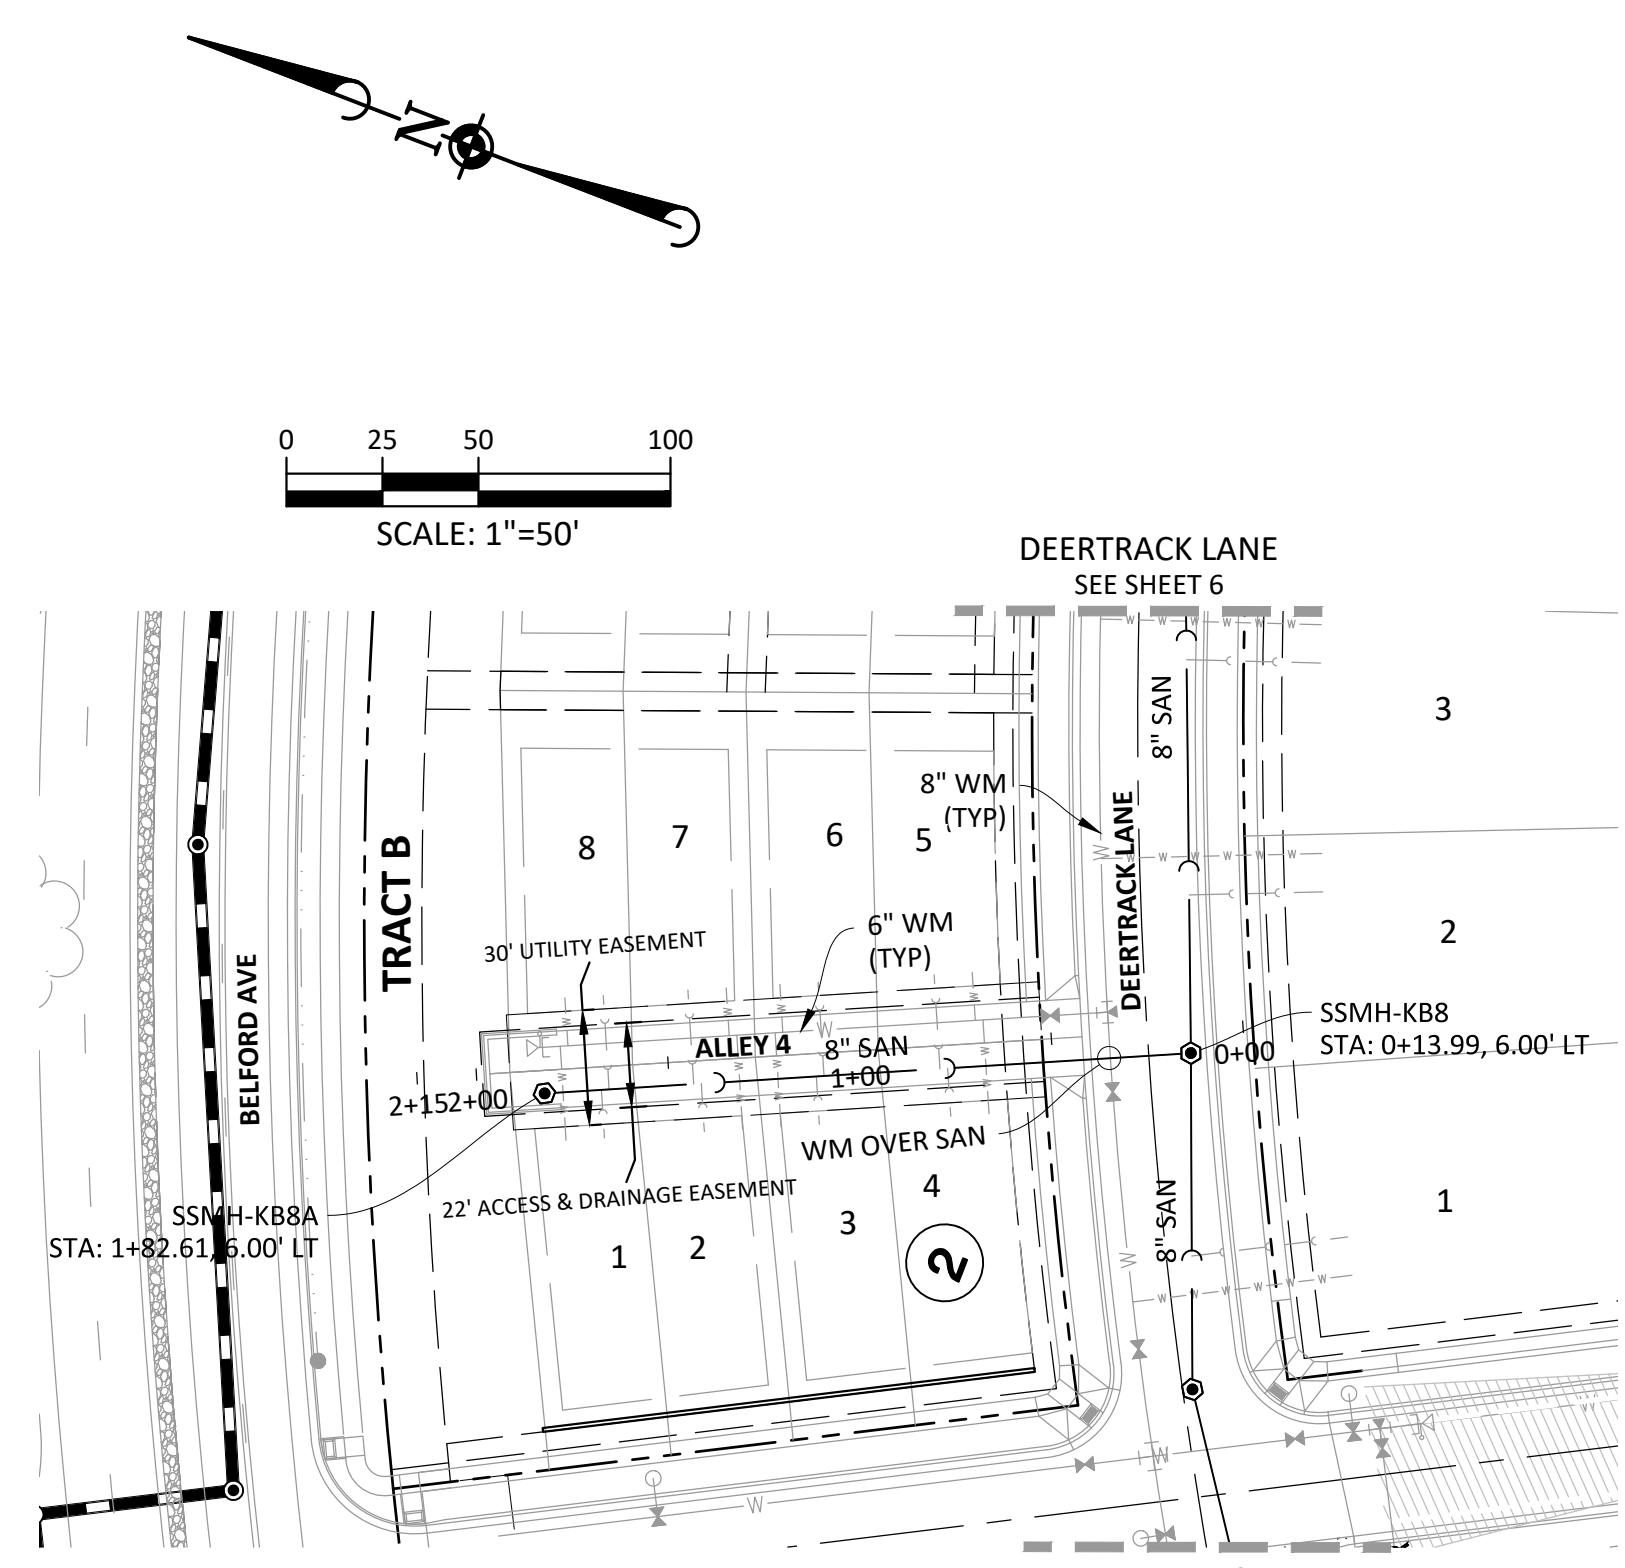 N
0 25 50 100
SCALE: 1"=50'
DEERTRACK LANE
SEE SHEET 6
8" SAN
3
8" WM
(TYP)
DEERTRACK LANE
TRACT B
8
7
6
5
6" WM
(TYP)
2
30' UTILITY EASEMENT
BELFORD AVE
SSMH-KB8
STA: 0+13.99, 6.00' LT
ALLEY 4
8" SAN
0+00
1+00
2+00
2+15
W
W
W
W
W
WM OVER SAN
22' ACCESS & DRAINAGE EASEMENT
4
3
2
1
1
8" SAN
SSMH-KB8A
STA: 1+82.61, 6.00' LT
2